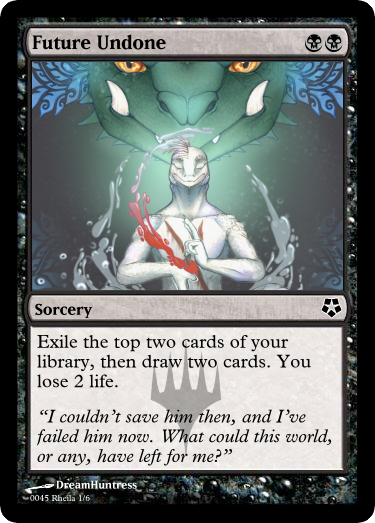 Future Undone
Sorcery
Exile the top two cards of your
library, then draw two cards. You
lose 2 life.
“I couldn’t save him then, and I’ve
failed him now. What could this world,
or any, have left for me?”
DreamHuntress
0045 Rheila 1/6